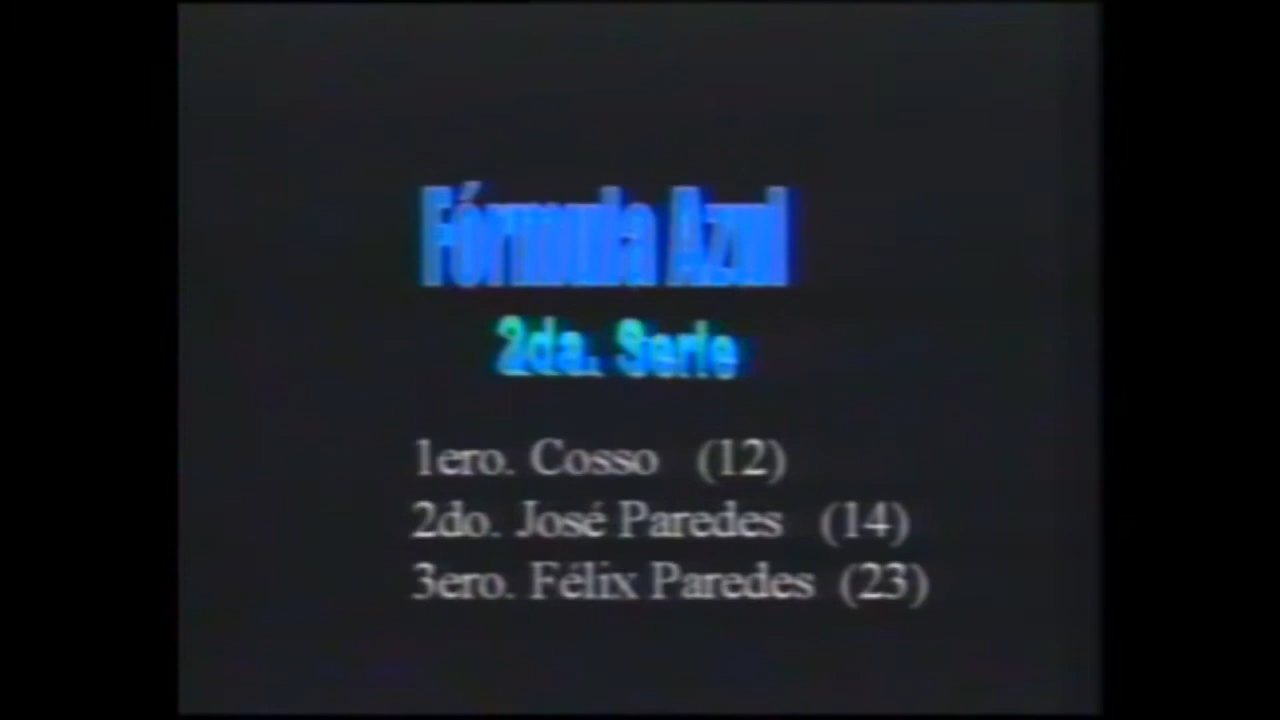 Fórmula Azul
2da. Serie
1ero. Cosso (12)
2do. José Paredes (14)
3ero. Félix Paredes (23)